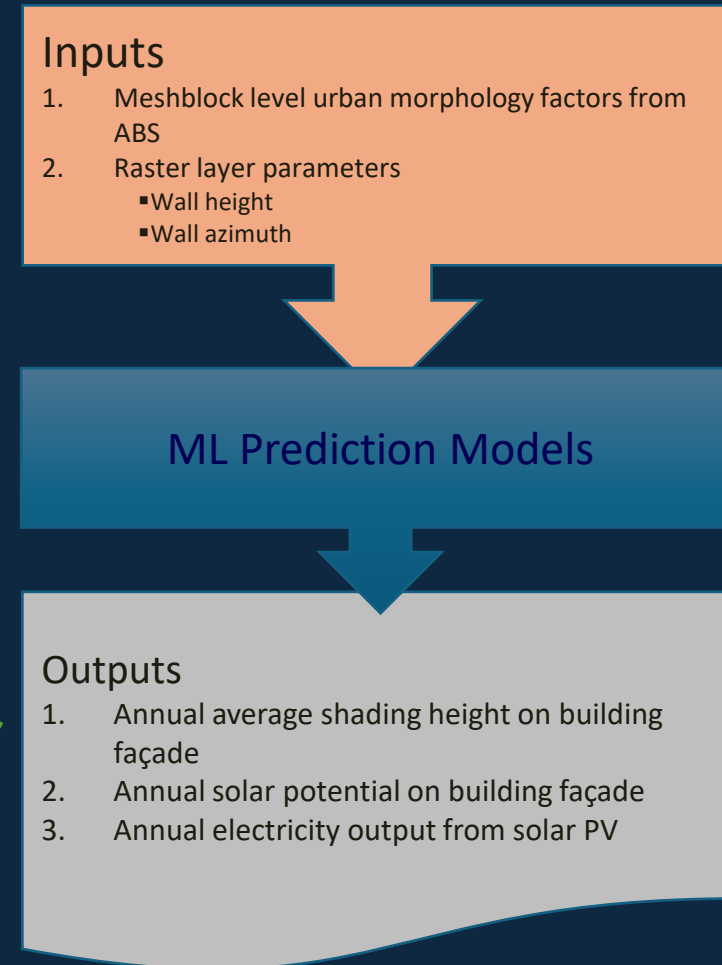 Inputs
1. Meshblock level urban morphology factors from
ABS
2. Raster layer parameters
▪Wall height
▪Wall azimuth
ML Prediction Models
Outputs
1. Annual average shading height on building
façade
2. Annual solar potential on building façade
3. Annual electricity output from solar PV